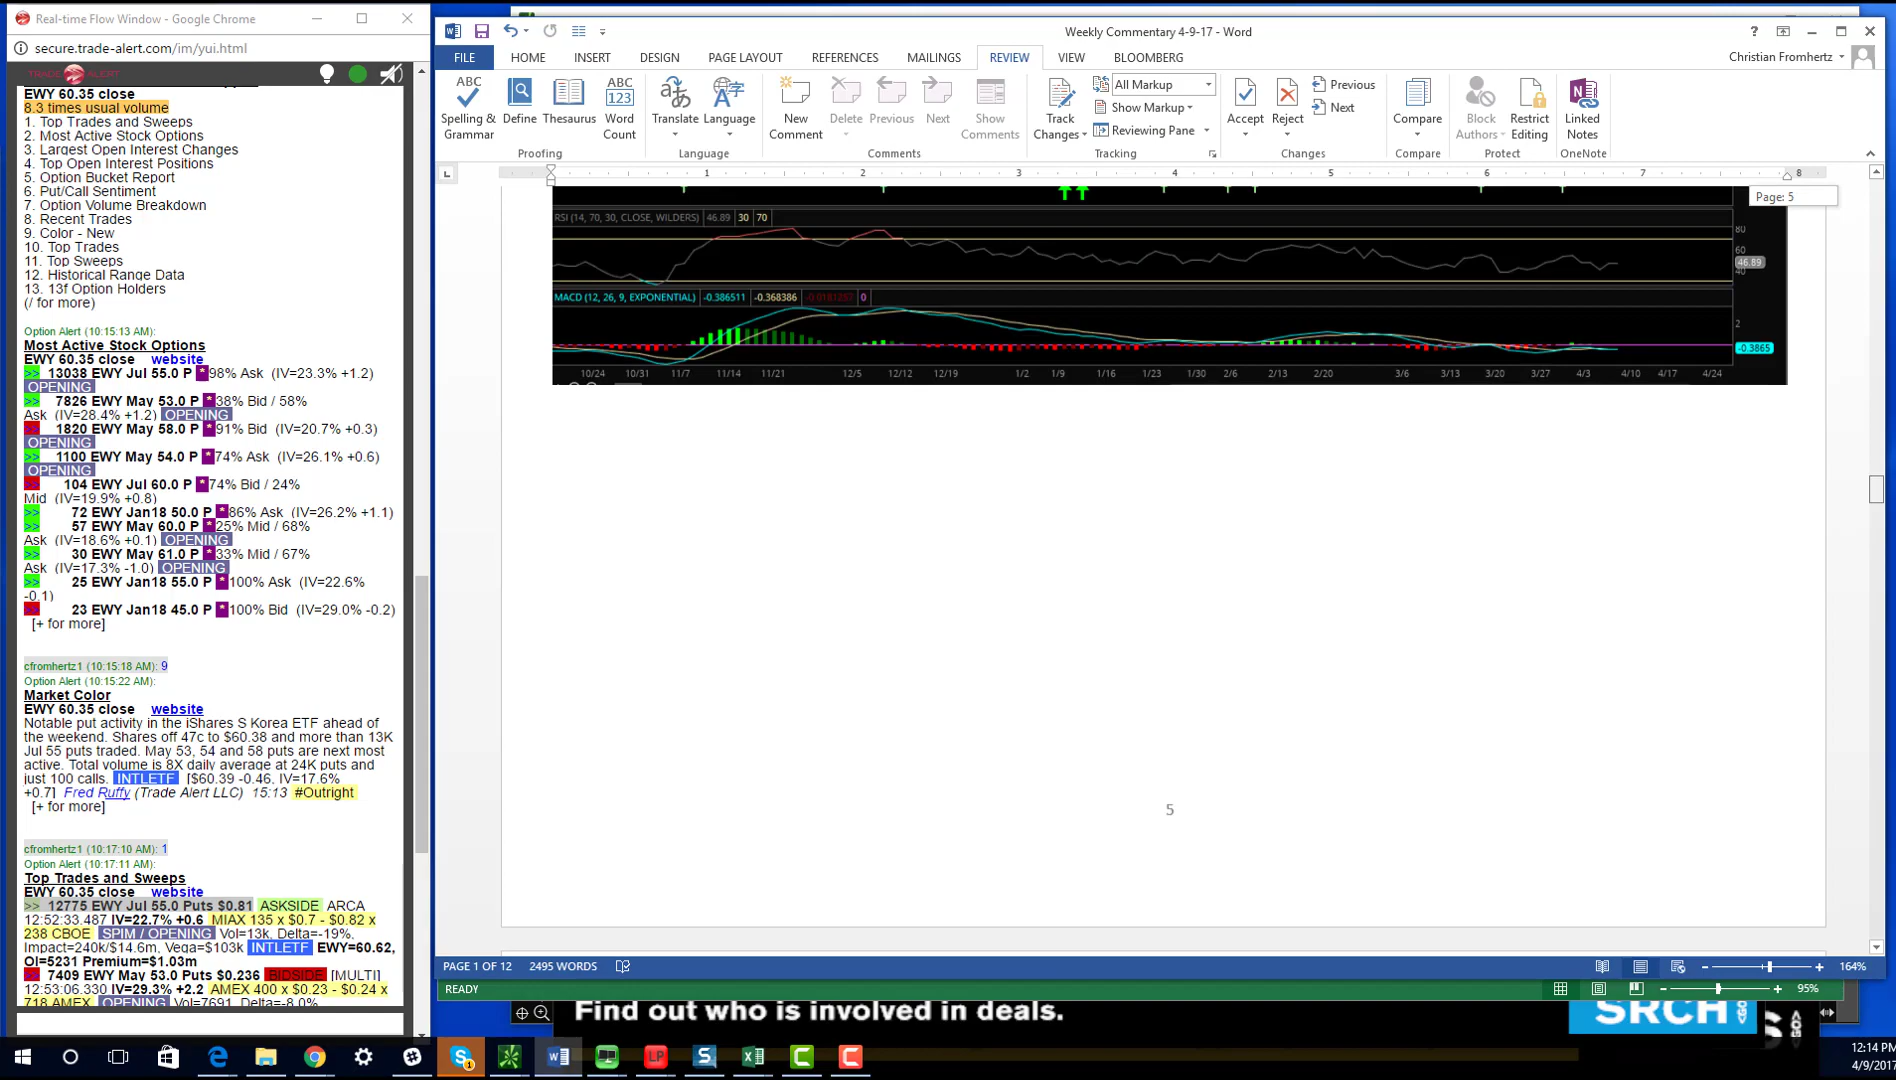 Real-time Flow Window - Google Chrome
secure.trade-alert.com/im/yui.html
TRADE ALERT
EWY 60.35 close
8.3 times usual volume
1. Top Trades and Sweeps
2. Most Active Stock Options
3. Largest Open Interest Changes
4. Top Open Interest Positions
5. Option Bucket Report
6. Put/Call Sentiment
7. Option Volume Breakdown
8. Recent Trades
9. Color - New
10. Top Trades
11. Top Sweeps
12. Historical Range Data
13. 13f Option Holders
(/ for more)
Option Alert (10:15:13 AM):
Most Active Stock Options
EWY 60.35 close website
>> 13038 EWY Jul 55.0 P *98% Ask (IV=23.3% +1.2)
OPENING
>> 7826 EWY May 53.0 P *38% Bid / 58%
Ask (IV=28.4% +1.2) OPENING
>> 1820 EWY May 58.0 P *91% Bid (IV=20.7% +0.3)
OPENING
>> 1100 EWY May 54.0 P *74% Ask (IV=26.1% +0.6)
OPENING
>> 104 EWY Jul 60.0 P *74% Bid / 24%
Mid (IV=19.9% +0.8)
>> 72 EWY Jan18 50.0 P *86% Ask (IV=26.2% +1.1)
>> 57 EWY May 60.0 P *25% Mid / 68%
Ask (IV=18.6% +0.1) OPENING
>> 30 EWY May 61.0 P *33% Mid / 67%
Ask (IV=17.3% -1.0) OPENING
>> 25 EWY Jan18 55.0 P *100% Ask (IV=22.6%
-0.1)
>> 23 EWY Jan18 45.0 P *100% Bid (IV=29.0% -0.2)
[+ for more]
cfromhertz1 (10:15:18 AM): 9
Option Alert (10:15:22 AM):
Market Color
EWY 60.35 close website
Notable put activity in the iShares S Korea ETF ahead of
the weekend. Shares off 47c to $60.38 and more than 13K
Jul 55 puts traded. May 53, 54 and 58 puts are next most
active. Total volume is 8X daily average at 24K puts and
just 100 calls. INTLETF [$60.39 -0.46, IV=17.6%
+0.7] Fred Ruffy (Trade Alert LLC) 15:13 #Outright
[+ for more]
cfromhertz1 (10:17:10 AM): 1
Option Alert (10:17:11 AM):
Top Trades and Sweeps
EWY 60.35 close website
>> 12775 EWY Jul 55.0 Puts $0.81 ASKSIDE ARCA
12:52:33.487 IV=22.7% +0.6 MIAX 135 x $0.7 - $0.82 x
238 CBOE SPIM / OPENING Vol=13k, Delta=-19%,
Impact=240k/$14.6m, Vega=$103k INTLETF EWY=60.62,
OI=5231 Premium=$1.03m
>> 7409 EWY May 53.0 Puts $0.236 BIDSIDE [MULTI]
12:53:06.330 IV=29.3% +2.2 AMEX 400 x $0.23 - $0.24 x
718 AMEX OPENING Vol=7691, Delta=-8.0%,
Weekly Commentary 4-9-17 - Word
FILE HOME INSERT DESIGN PAGE LAYOUT REFERENCES MAILINGS REVIEW VIEW BLOOMBERG
Christian Fromhertz
Spelling & Grammar
Define
Thesaurus
Word Count
Proofing
Translate
Language
Language
New Comment
Delete
Previous
Next
Show Comments
Comments
Track Changes
All Markup
Show Markup
Reviewing Pane
Tracking
Accept
Reject
Previous
Next
Changes
Compare
Compare
Block Authors
Restrict Editing
Protect
Linked Notes
OneNote
1 2 3 4 5 6 7 8
Page: 5
RSI (14, 70, 30, CLOSE, WILDERS) 46.89 30 70
80
60
46.89
40
MACD (12, 26, 9, EXPONENTIAL) -0.386511 -0.368386 -0.0181257 0
2
-0.3865
10/24 10/31 11/7 11/14 11/21 12/5 12/12 12/19 1/2 1/9 1/16 1/23 1/30 2/6 2/13 2/20 3/6 3/13 3/20 3/27 4/3 4/10 4/17 4/24
5
PAGE 1 OF 12 2495 WORDS
164%
READY
95%
Find out who is involved in deals.
SRCH <GO>
12:14 PM
4/9/2017